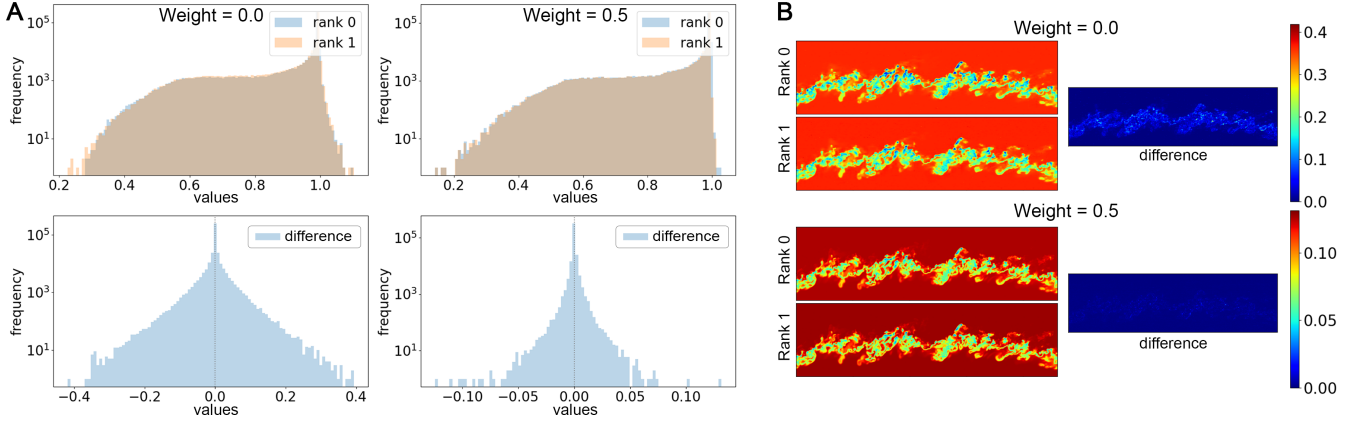 A
Weight = 0.0
rank 0
rank 1
frequency
10^5
10^3
10^1
0.2 0.4 0.6 0.8 1.0
values
Weight = 0.5
rank 0
rank 1
frequency
10^5
10^3
10^1
0.2 0.4 0.6 0.8 1.0
values
difference
frequency
10^5
10^3
10^1
−0.4 −0.2 0.0 0.2 0.4
values
difference
frequency
10^5
10^3
10^1
−0.10 −0.05 0.00 0.05 0.10
values
B
Weight = 0.0
Rank 0
Rank 1
difference
0.4
0.3
0.2
0.1
0.0
Weight = 0.5
Rank 0
Rank 1
difference
0.10
0.05
0.00